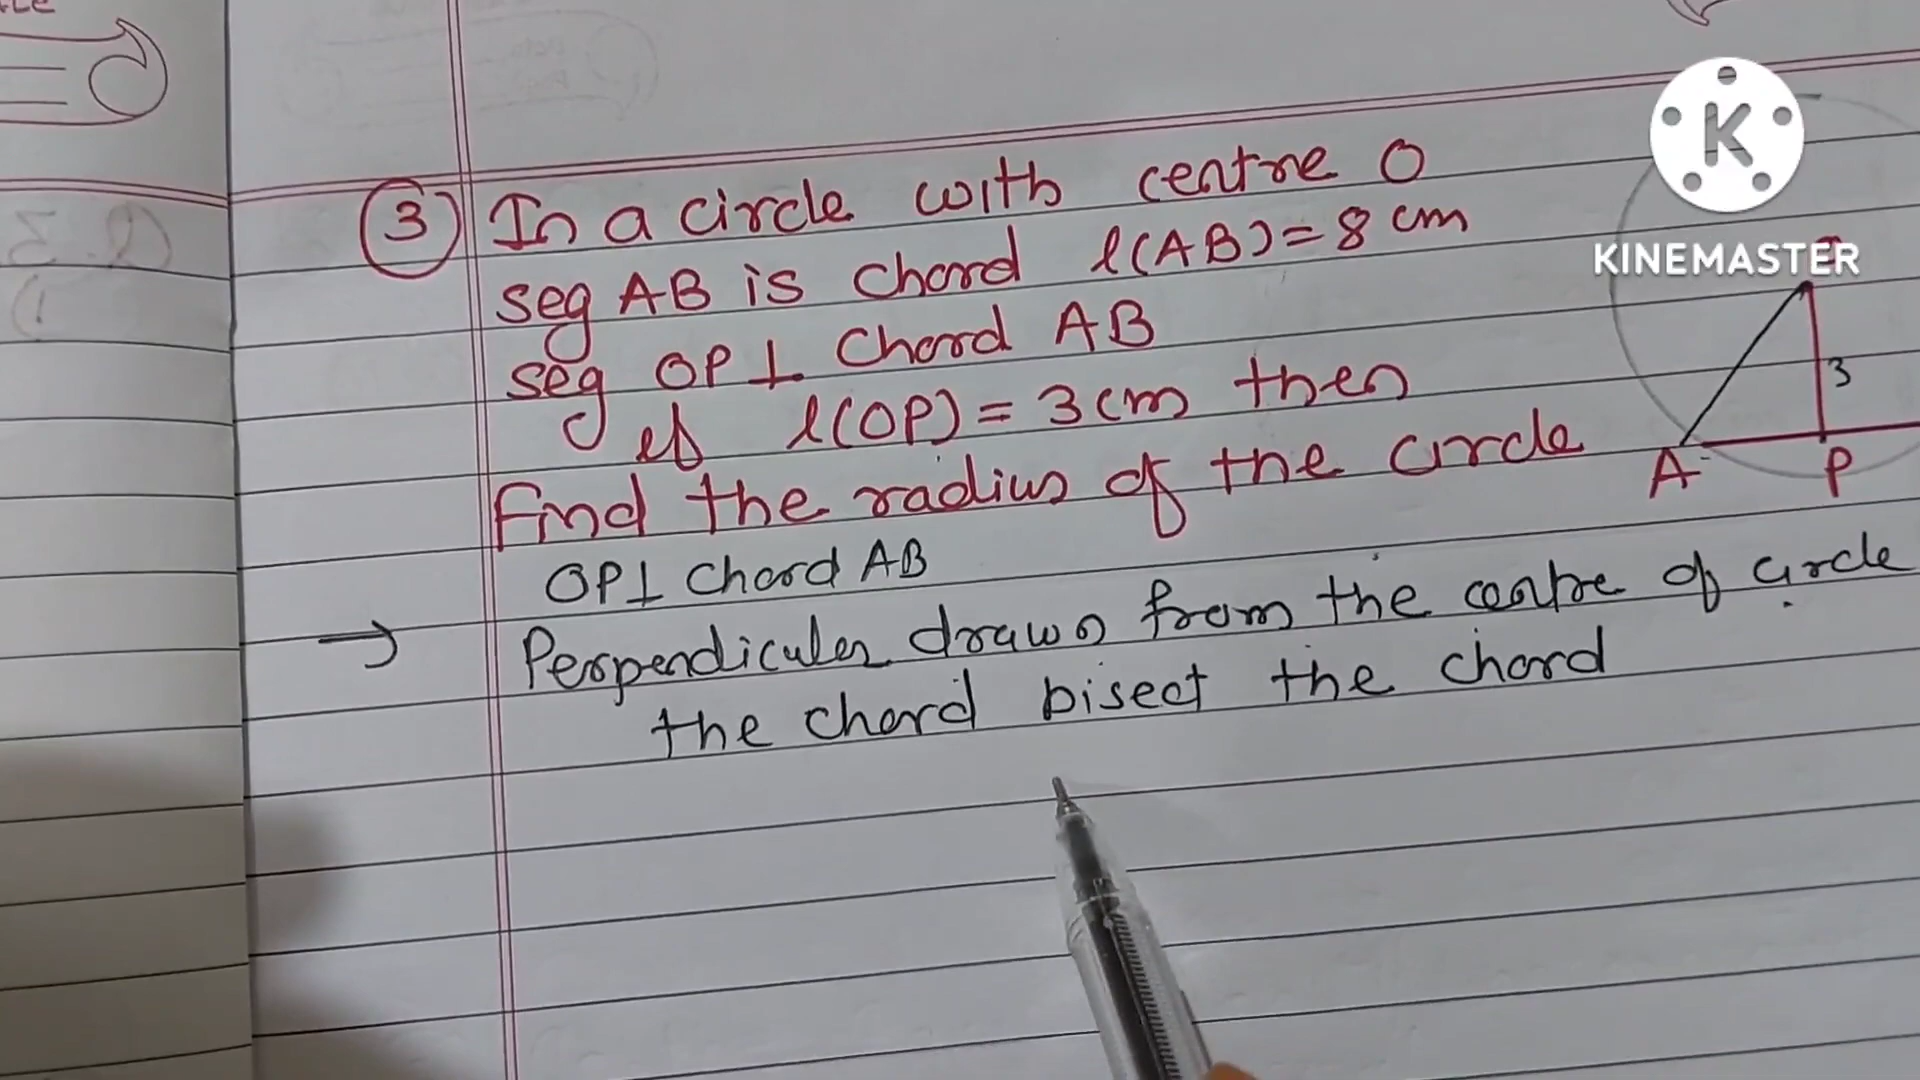 3 In a circle with centre O
seg AB is chord l(AB)=8 cm
seg OP⊥ Chord AB
if l(OP) = 3cm then
find the radius of the circle
OP⊥ Chord AB
Perpendicular drawn from the centre of circle
the chord bisect the chord
K
KINEMASTER
3
A P